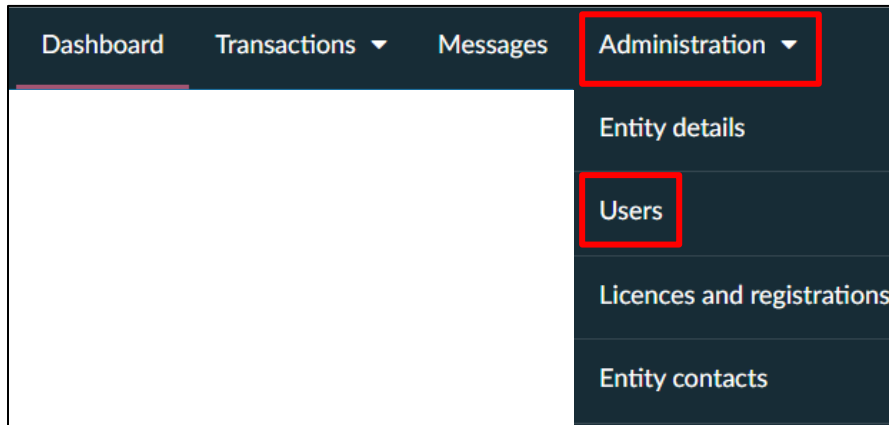 Dashboard Transactions Messages Administration
Entity details
Users
Licences and registrations
Entity contacts